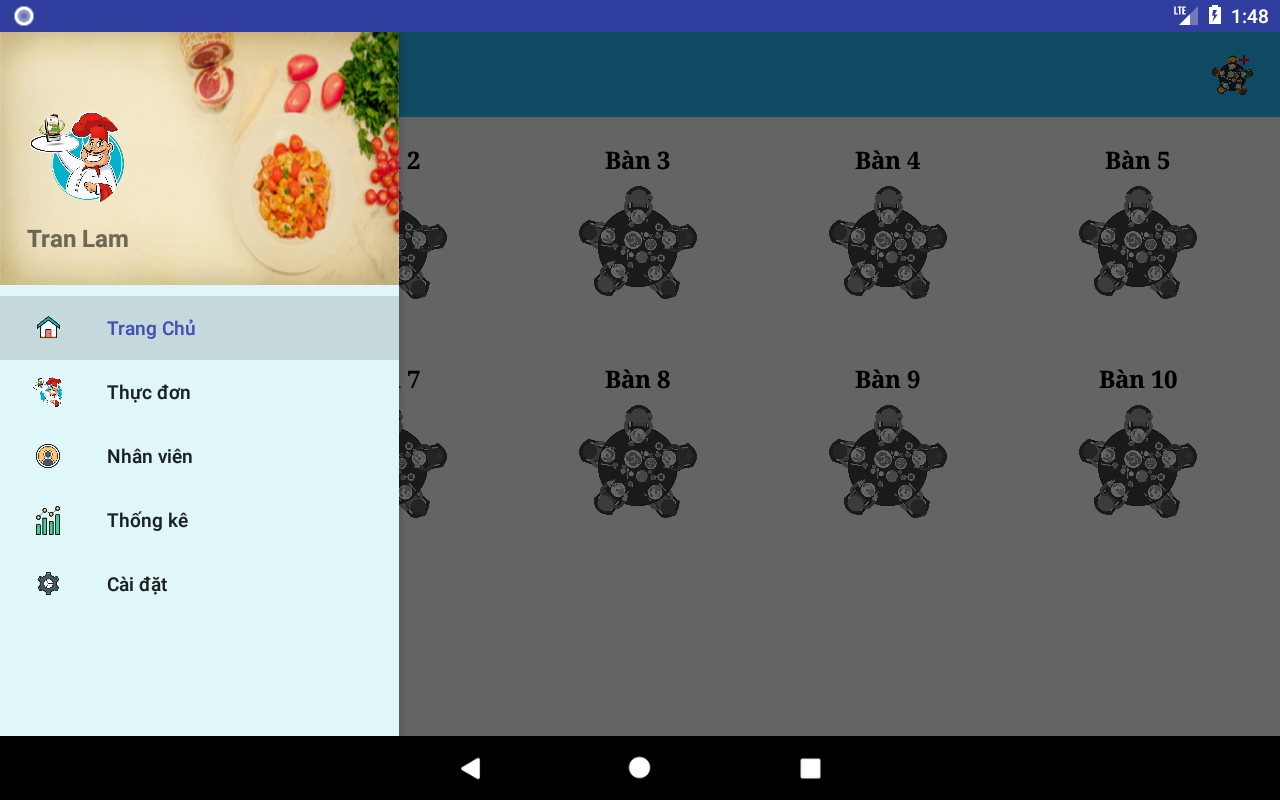 LTE
1:48
Tran Lam
Trang Chủ
Thực đơn
Nhân viên
Thống kê
Cài đặt
2
Bàn 3
Bàn 4
Bàn 5
7
Bàn 8
Bàn 9
Bàn 10